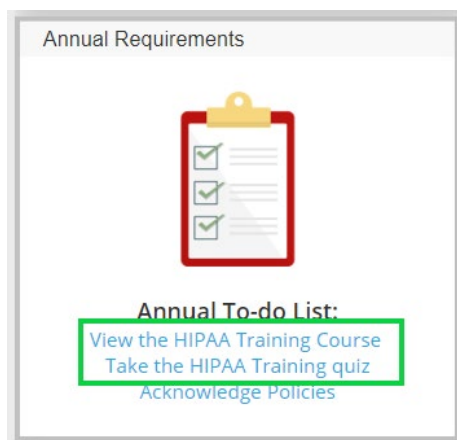 Annual Requirements
Annual To-do List:
View the HIPAA Training Course
Take the HIPAA Training quiz
Acknowledge Policies